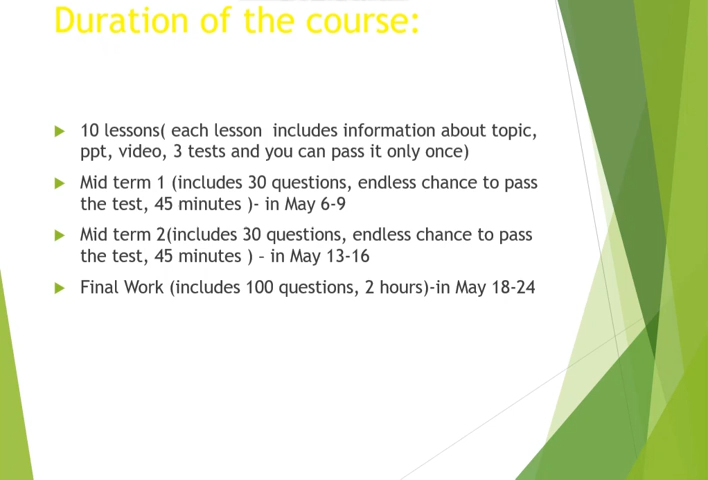 Duration of the course:
10 lessons( each lesson  includes information about topic,
ppt, video, 3 tests and you can pass it only once)
Mid term 1 (includes 30 questions, endless chance to pass
the test, 45 minutes )- in May 6-9
Mid term 2(includes 30 questions, endless chance to pass
the test, 45 minutes ) – in May 13-16
Final Work (includes 100 questions, 2 hours)-in May 18-24